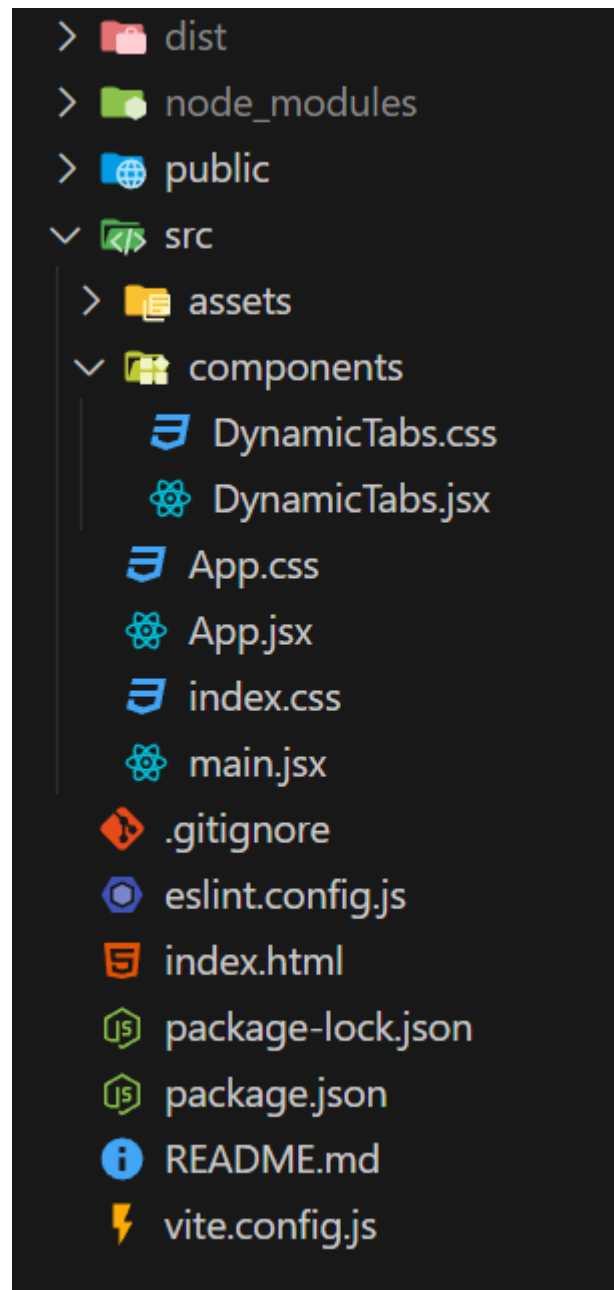 dist
node_modules
public
src
assets
components
DynamicTabs.css
DynamicTabs.jsx
App.css
App.jsx
index.css
main.jsx
.gitignore
eslint.config.js
index.html
package-lock.json
package.json
README.md
vite.config.js